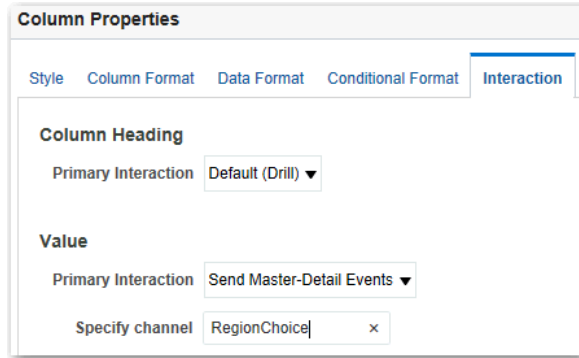 Column Properties
Style Column Format Data Format Conditional Format Interaction
Column Heading
Primary Interaction Default (Drill)
Value
Primary Interaction Send Master-Detail Events
Specify channel RegionChoice ×